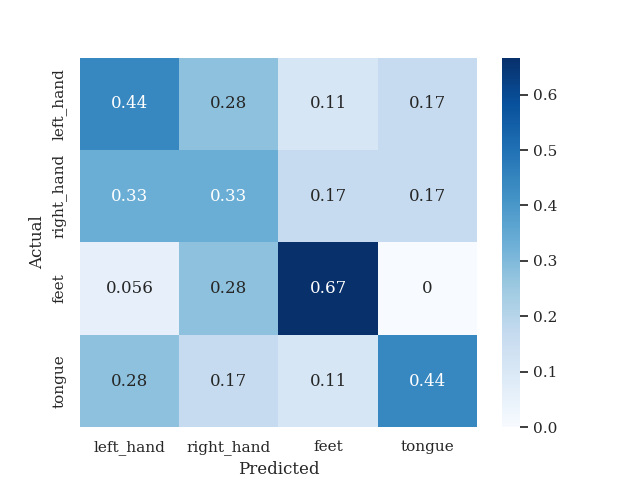 Actual
left_hand
0.44 0.28 0.11 0.17
right_hand
0.33 0.33 0.17 0.17
feet
0.056 0.28 0.67 0
tongue
0.28 0.17 0.11 0.44
left_hand right_hand feet tongue
Predicted
0.6
0.5
0.4
0.3
0.2
0.1
0.0